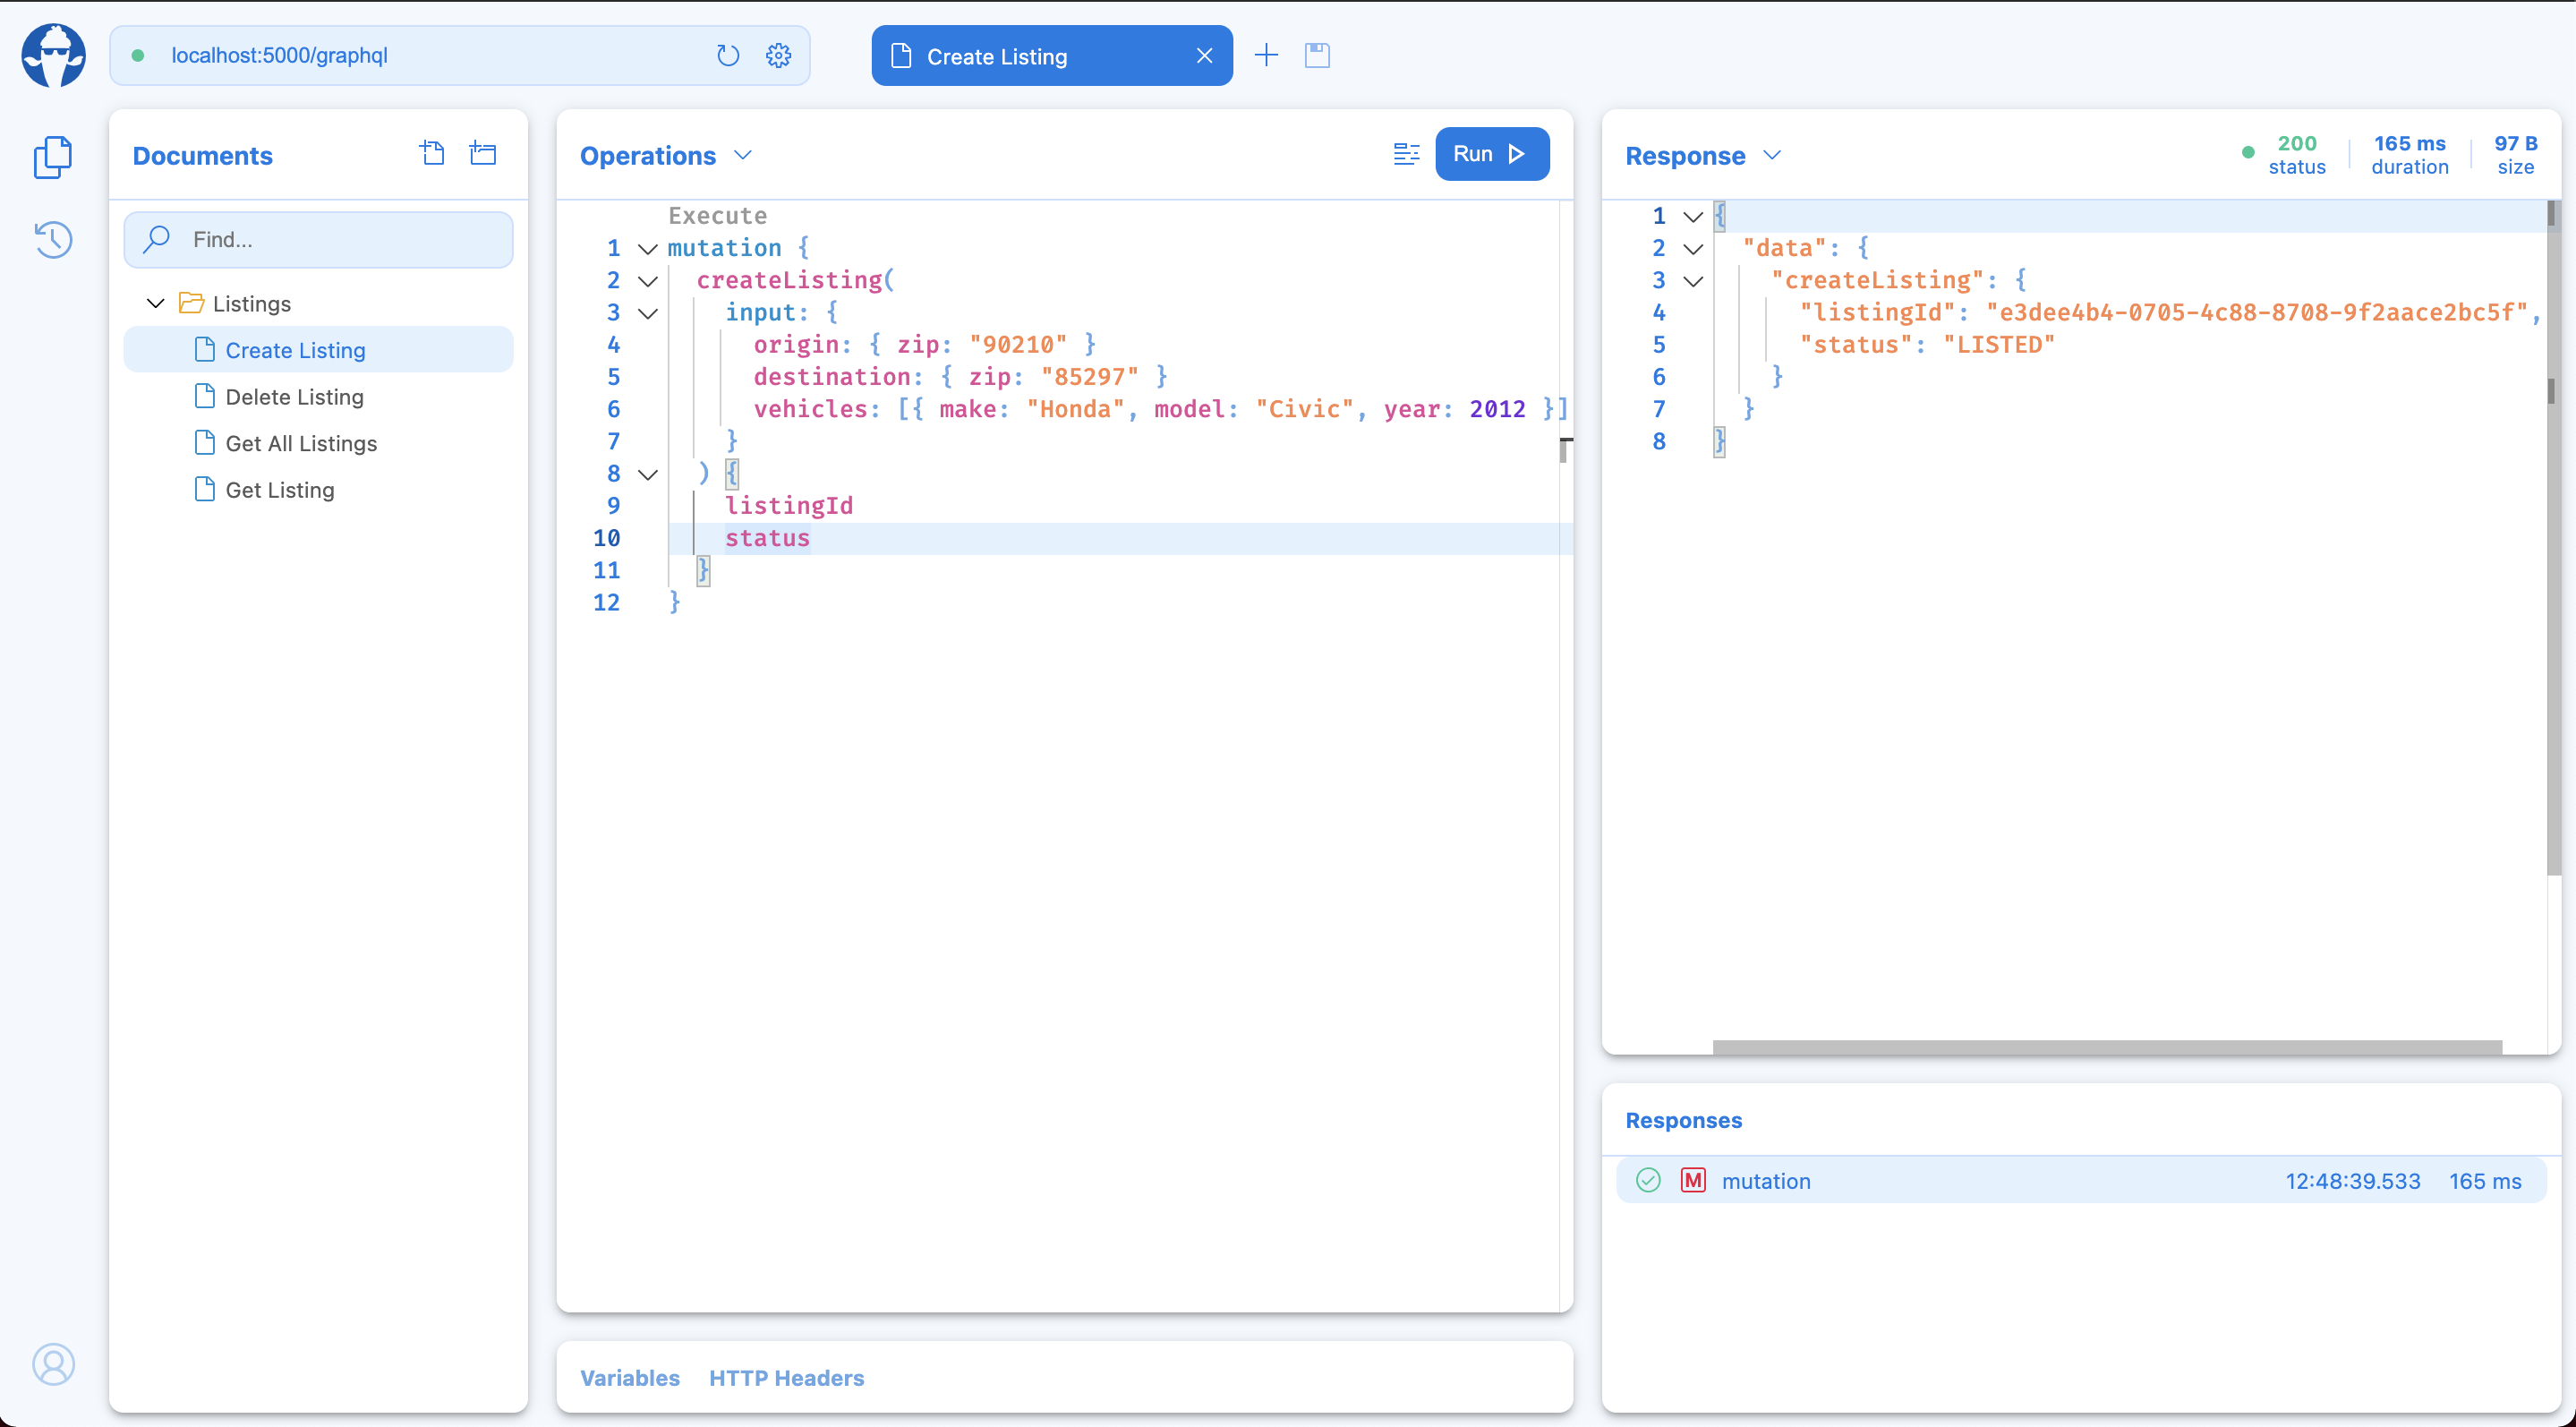 localhost:5000/graphql
Create Listing
Documents
Find...
Listings
Create Listing
Delete Listing
Get All Listings
Get Listing
Operations
Run
Execute
1 mutation {
2 createListing(
3 input: {
4 origin: { zip: "90210" }
5 destination: { zip: "85297" }
6 vehicles: [{ make: "Honda", model: "Civic", year: 2012 }]
7 }
8 ) {
9 listingId
10 status
11 }
12 }
Variables HTTP Headers
Response
200 status
165 ms duration
97 B size
1 {
2 "data": {
3 "createListing": {
4 "listingId": "e3dee4b4-0705-4c88-8708-9f2aace2bc5f",
5 "status": "LISTED"
6 }
7 }
8 }
Responses
M mutation 12:48:39.533 165 ms